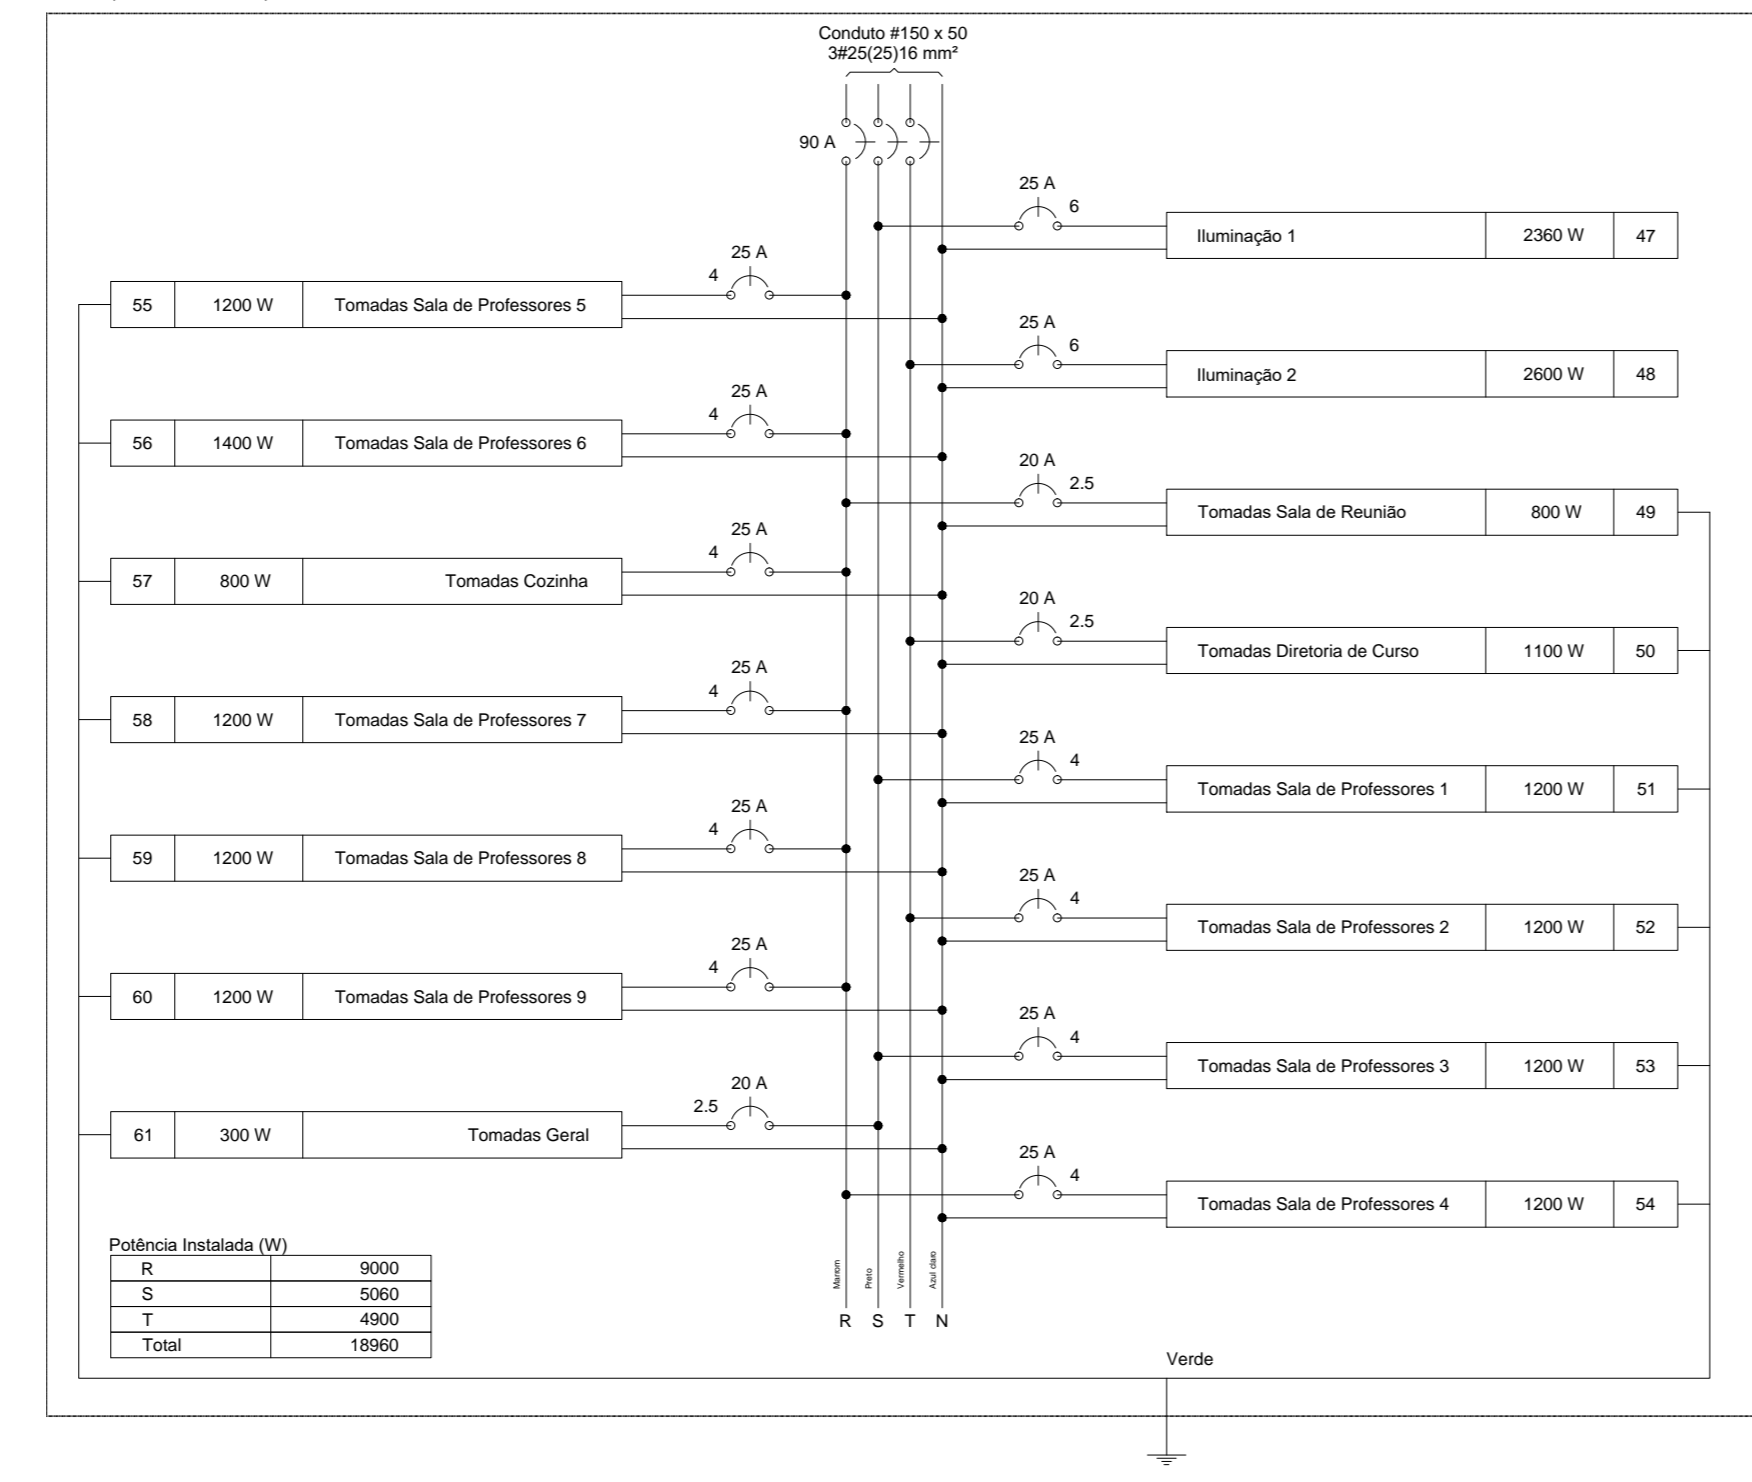 Conduto #150 x 50
3#25(25)16 mm²
90 A
25 A
6
Iluminação 1 2360 W 47
25 A
4
55 1200 W Tomadas Sala de Professores 5
25 A
6
Iluminação 2 2600 W 48
25 A
4
56 1400 W Tomadas Sala de Professores 6
20 A
2.5
Tomadas Sala de Reunião 800 W 49
25 A
4
57 800 W Tomadas Cozinha
20 A
2.5
Tomadas Diretoria de Curso 1100 W 50
25 A
4
58 1200 W Tomadas Sala de Professores 7
25 A
4
Tomadas Sala de Professores 1 1200 W 51
25 A
4
59 1200 W Tomadas Sala de Professores 8
25 A
4
Tomadas Sala de Professores 2 1200 W 52
25 A
4
60 1200 W Tomadas Sala de Professores 9
25 A
4
Tomadas Sala de Professores 3 1200 W 53
20 A
2.5
61 300 W Tomadas Geral
25 A
4
Tomadas Sala de Professores 4 1200 W 54
Potência Instalada (W)
R 9000
S 5060
T 4900
Total 18960
Marrom
Preto
Vermelho
Azul claro
R S T N
Verde